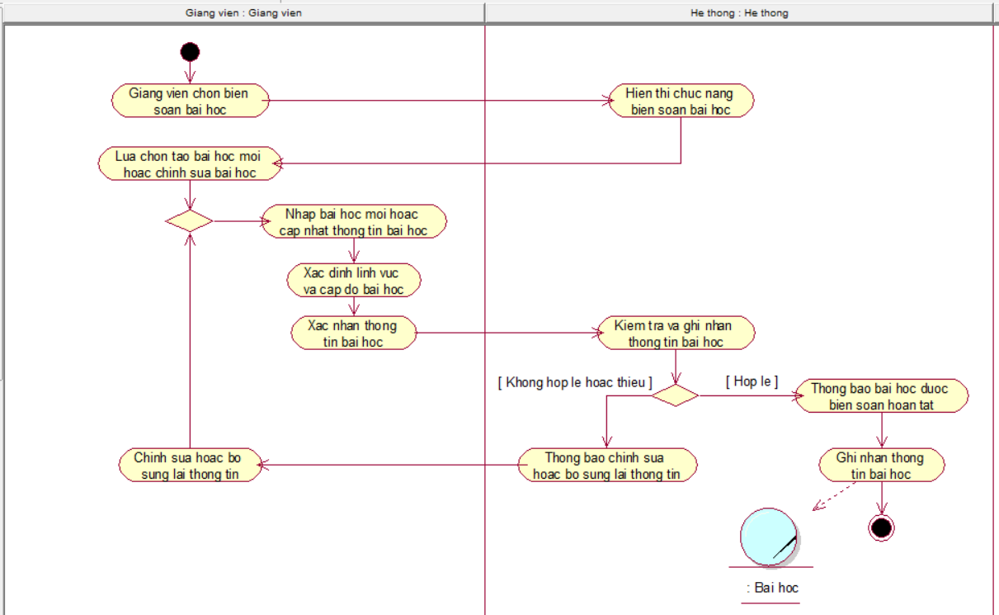 Giang vien : Giang vien
He thong : He thong
Giang vien chon bien
soan bai hoc
Hien thi chuc nang
bien soan bai hoc
Lua chon tao bai hoc moi
hoac chinh sua bai hoc
Nhap bai hoc moi hoac
cap nhat thong tin bai hoc
Xac dinh linh vuc
va cap do bai hoc
Xac nhan thong
tin bai hoc
Kiem tra va ghi nhan
thong tin bai hoc
[ Khong hop le hoac thieu ]
[ Hop le ]
Thong bao bai hoc duoc
bien soan hoan tat
Chinh sua hoac bo
sung lai thong tin
Thong bao chinh sua
hoac bo sung lai thong tin
Ghi nhan thong
tin bai hoc
: Bai hoc